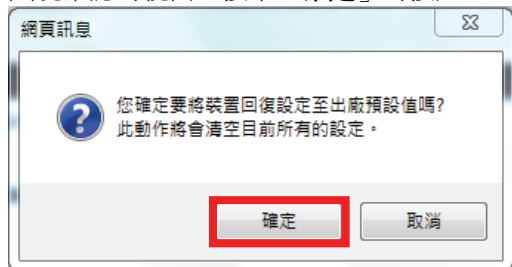 網頁訊息
您確定要將裝置回復設定至出廠預設值嗎?
此動作將會清空目前所有的設定。
確定
取消